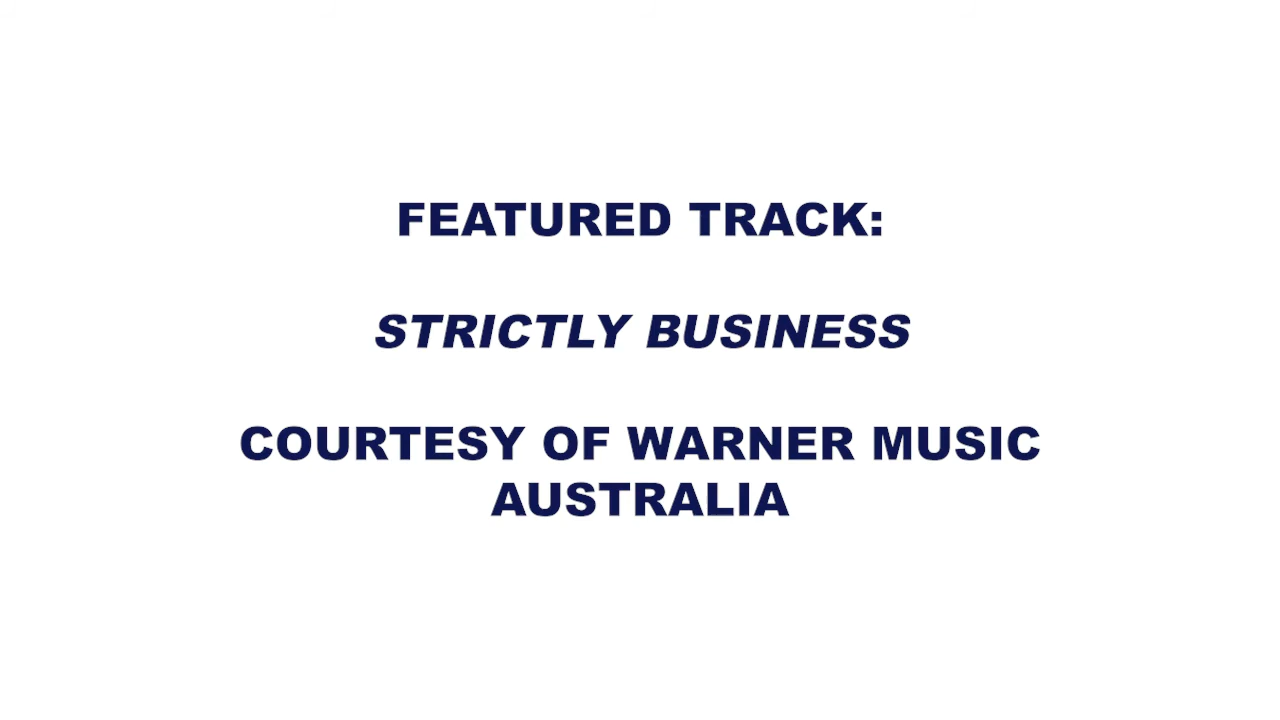 FEATURED TRACK:
STRICTLY BUSINESS
COURTESY OF WARNER MUSIC
AUSTRALIA